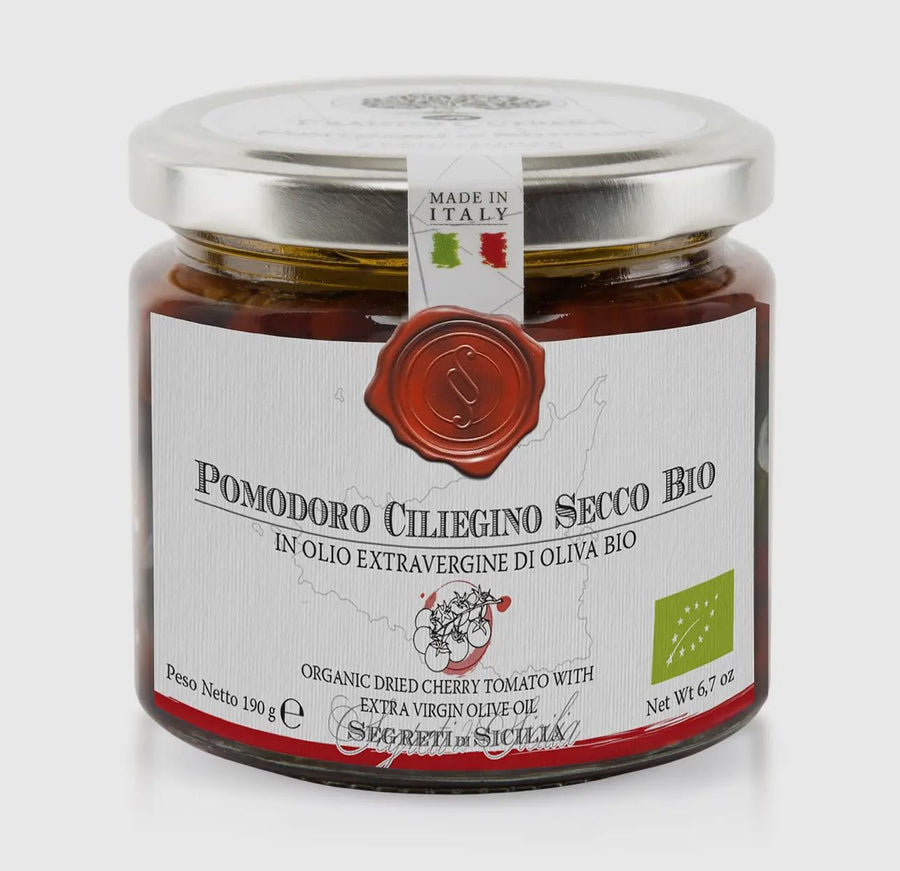 MADE IN
ITALY
POMODORO CILIEGINO SECCO BIO
IN OLIO EXTRAVERGINE DI OLIVA BIO
ORGANIC DRIED CHERRY TOMATO WITH
EXTRA VIRGIN OLIVE OIL
Peso Netto 190 g e
Net Wt 6,7 oz
SEGRETI DI SICILIA